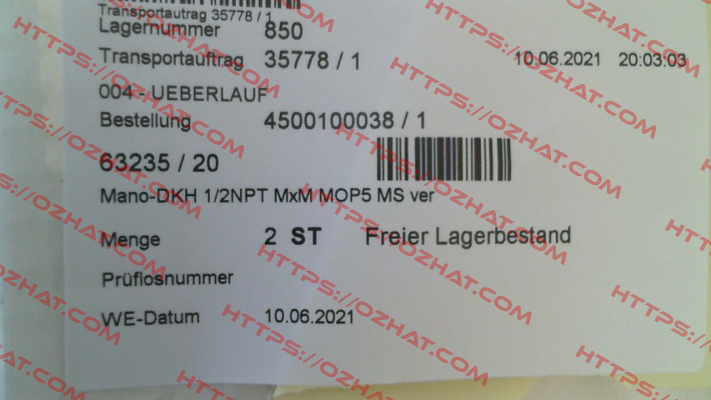 Transportautrag 35778 / 1
Lagernummer 850
Transportauftrag 35778 / 1 10.06.2021 20:03:03
004 - UEBERLAUF
Bestellung 4500100038 / 1
63235 / 20
Mano-DKH 1/2NPT MxM MOP5 MS ver
Menge 2 ST Freier Lagerbestand
Prüflosnummer
WE-Datum 10.06.2021
HTTPS://OZHAT.COM